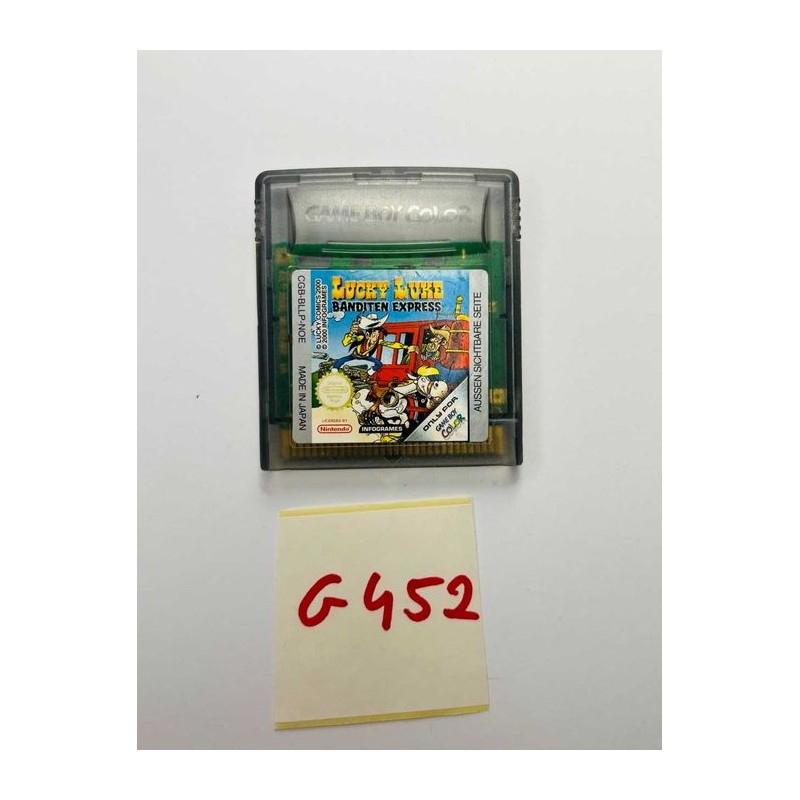 GAME BOY COLOR
LUCKY LUKE
BANDITEN EXPRESS
CGB-BLLP-NOE MADE IN JAPAN
© LUCKY COMICS 2000
© 2000 INFOGRAMES
AUSSEN SICHTBARE SEITE
LICENSED BY
Nintendo
INFOGRAMES
ONLY FOR
GAME BOY
COLOR
G452